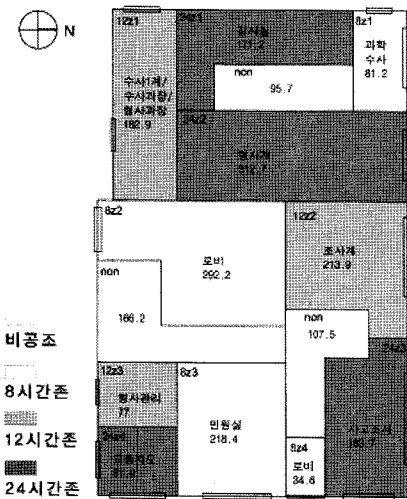 N
12z1
수사1계/
수사과장/
형사과장
182.9
24z1
8z1
과학
수사
81.2
non
95.7
24z2
형사계
312.7
8z2
로비
292.2
12z2
조사계
213.9
non
166.2
non
107.5
24z3
12z3
형사관리
77
8z3
민원실
218.4
24z4
8z4
로비
34.6
비공조
8시간존
12시간존
24시간존